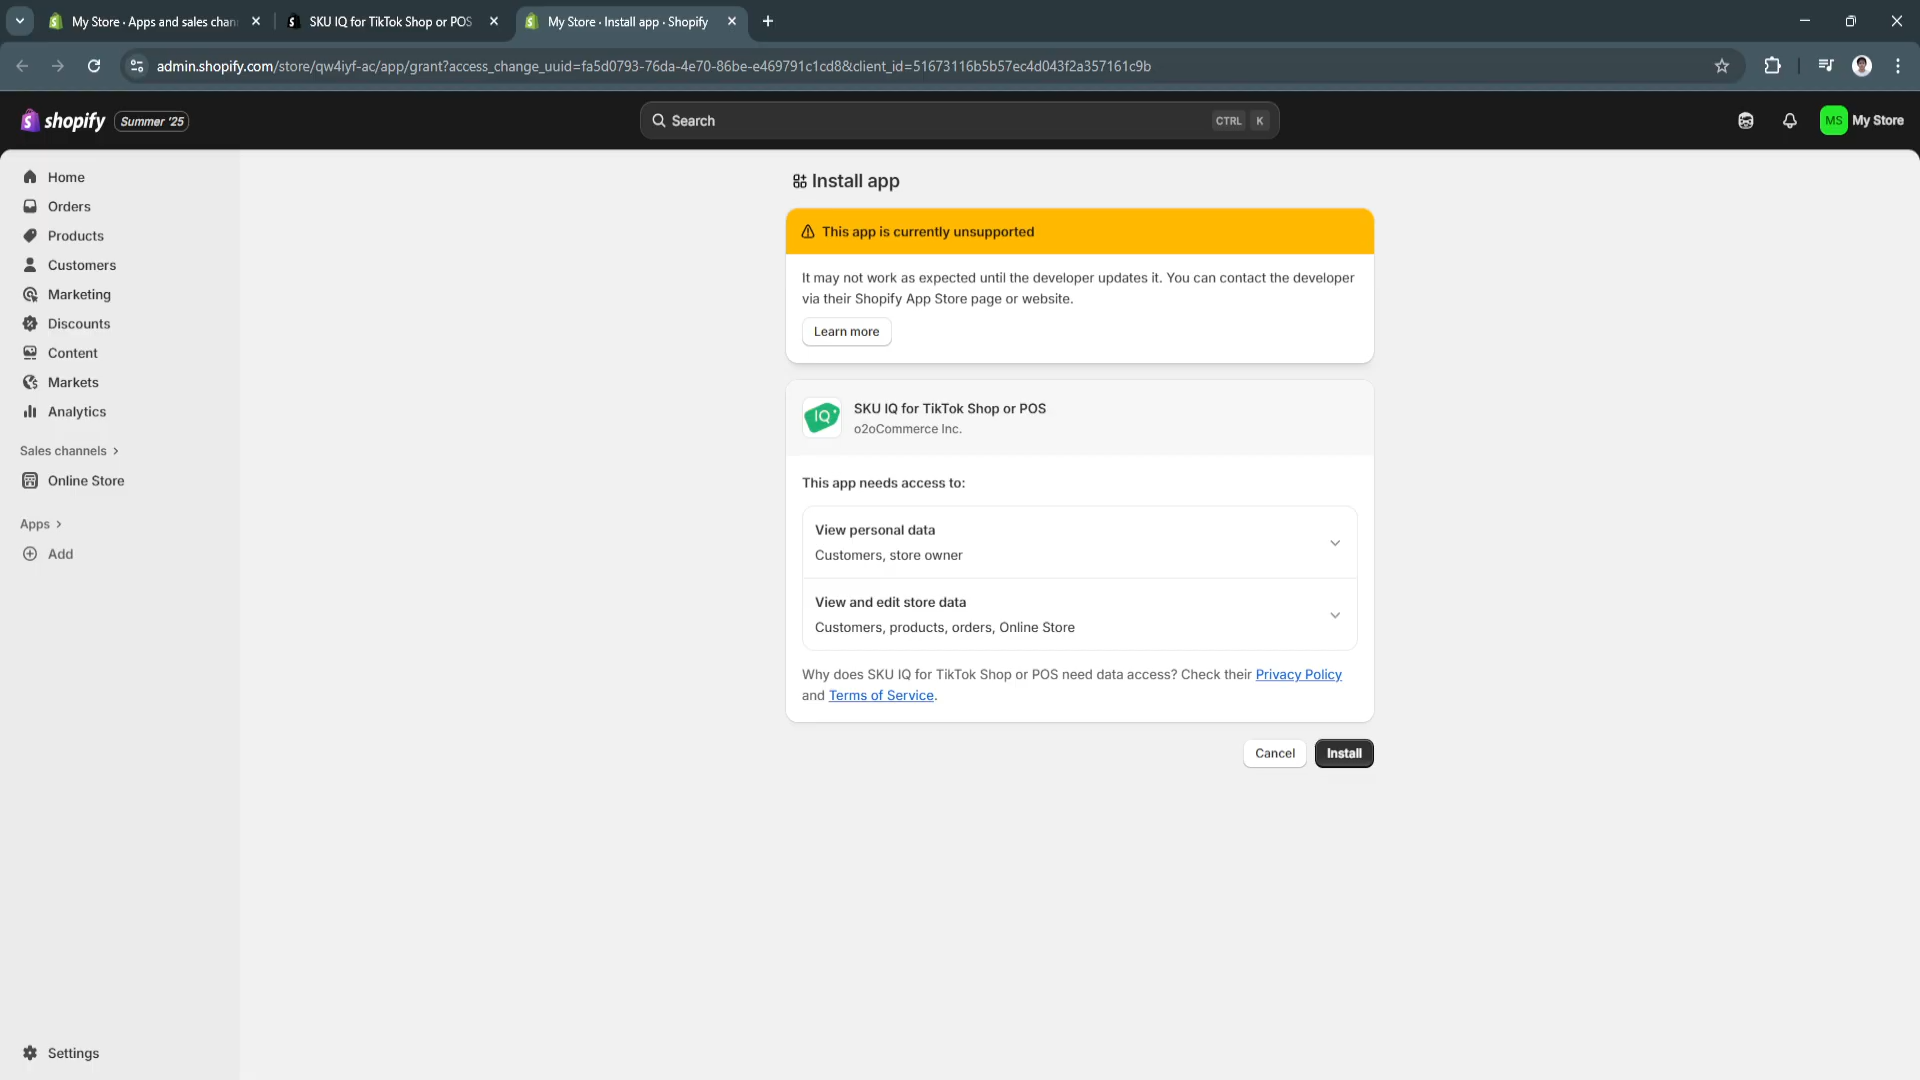 My Store · Apps and sales chan
SKU IQ for TikTok Shop or POS
My Store · Install app · Shopify
admin.shopify.com/store/qw4iyf-ac/app/grant?access_change_uuid=fa5d0793-76da-4e70-86be-e469791c1cd8&client_id=51673116b5b57ec4d043f2a357161c9b
shopify
Summer '25
Search
CTRL K
MS My Store
Home
Orders
Products
Customers
Marketing
Discounts
Content
Markets
Analytics
Sales channels
Online Store
Apps
Add
Settings
Install app
This app is currently unsupported
It may not work as expected until the developer updates it. You can contact the developer
via their Shopify App Store page or website.
Learn more
IQ
SKU IQ for TikTok Shop or POS
o2oCommerce Inc.
This app needs access to:
View personal data
Customers, store owner
View and edit store data
Customers, products, orders, Online Store
Why does SKU IQ for TikTok Shop or POS need data access? Check their Privacy Policy
and Terms of Service.
Cancel
Install